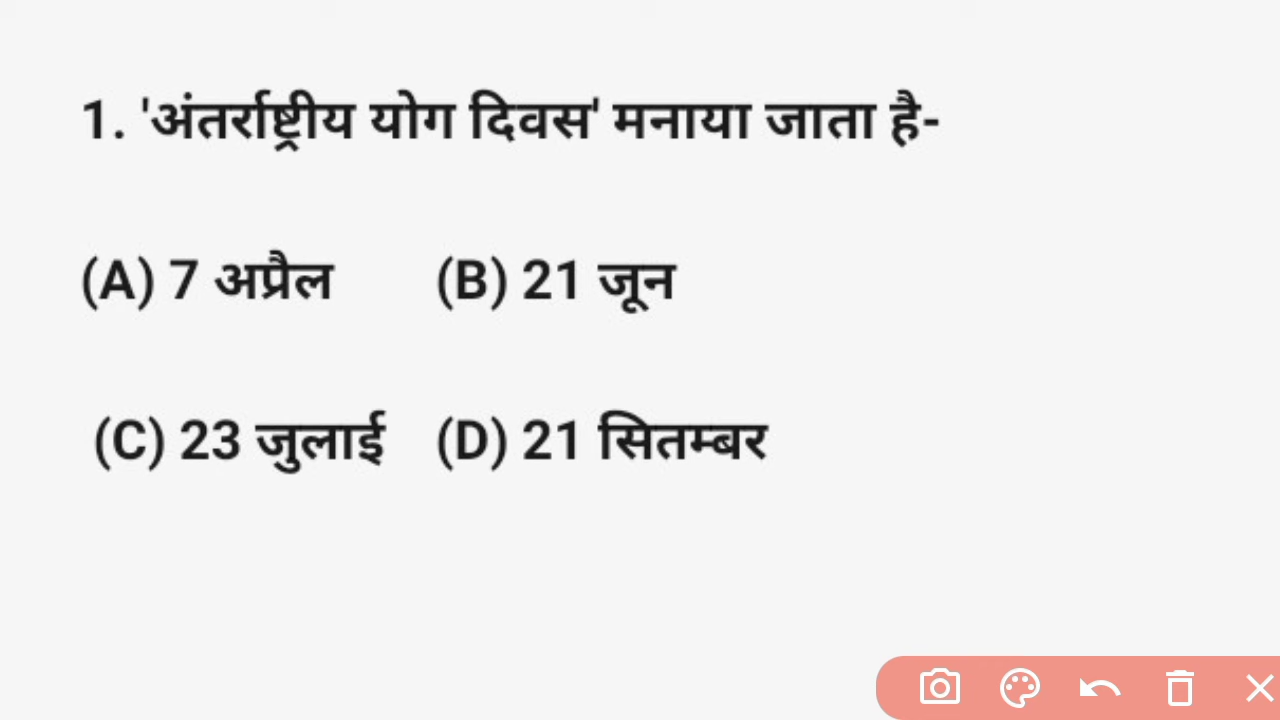 1. 'अंतर्राष्ट्रीय योग दिवस' मनाया जाता है-
(A) 7 अप्रैल (B) 21 जून
(C) 23 जुलाई (D) 21 सितम्बर